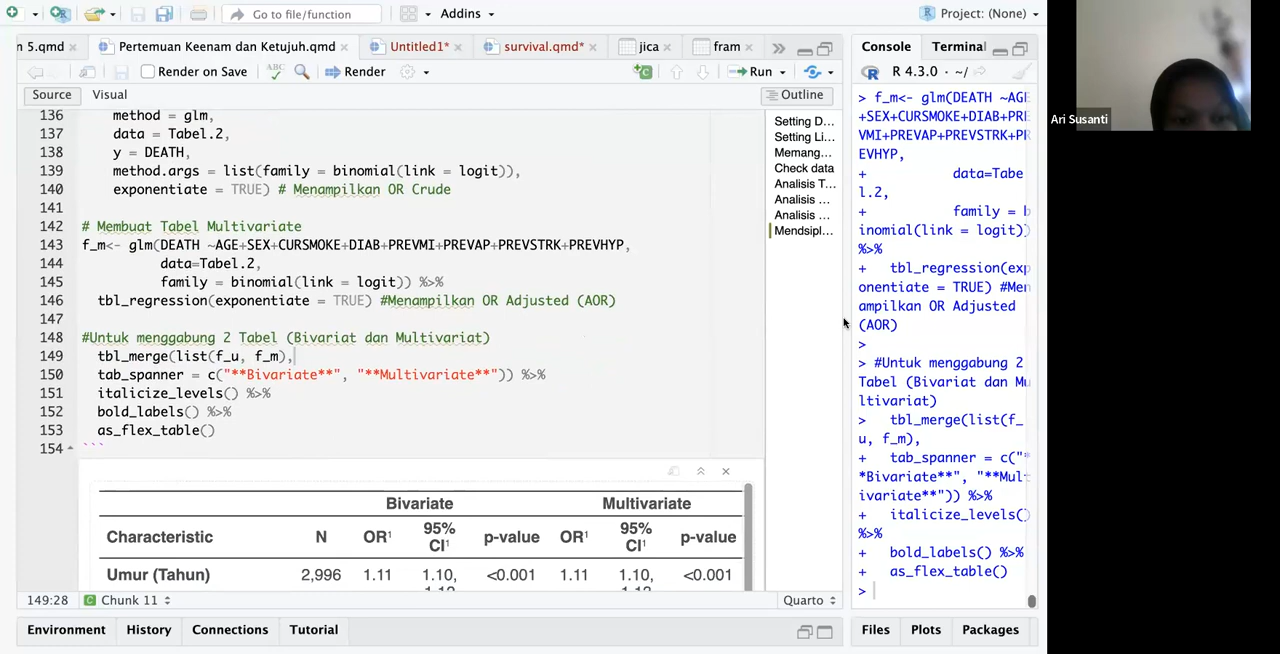 Go to file/function
Addins
Project: (None)
n 5.qmd
Pertemuan Keenam dan Ketujuh.qmd
Untitled1*
survival.qmd*
jica
fram
Render on Save
ABC
Render
Run
Source
Visual
Outline
136 method = glm,
137 data = Tabel.2,
138 y = DEATH,
139 method.args = list(family = binomial(link = logit)),
140 exponentiate = TRUE) # Menampilkan OR Crude
141
142 # Membuat Tabel Multivariate
143 f_m<- glm(DEATH ~AGE+SEX+CURSMOKE+DIAB+PREVMI+PREVAP+PREVSTRK+PREVHYP,
144 data=Tabel.2,
145 family = binomial(link = logit)) %>%
146 tbl_regression(exponentiate = TRUE) #Menampilkan OR Adjusted (AOR)
147
148 #Untuk menggabung 2 Tabel (Bivariat dan Multivariat)
149 tbl_merge(list(f_u, f_m),
150 tab_spanner = c("**Bivariate**", "**Multivariate**")) %>%
151 italicize_levels() %>%
152 bold_labels() %>%
153 as_flex_table()
154 ```
Setting D...
Setting Li...
Memang...
Check data
Analisis T...
Analisis ...
Analisis ...
Mendsipl...
Bivariate Multivariate
Characteristic N OR¹ 95% CI¹ p-value OR¹ 95% CI¹ p-value
Umur (Tahun) 2,996 1.11 1.10, <0.001 1.11 1.10, <0.001
149:28
Chunk 11
Quarto
Environment
History
Connections
Tutorial
Console
Terminal
R 4.3.0 · ~/
> f_m<- glm(DEATH ~AGE
+SEX+CURSMOKE+DIAB+PRE
VMI+PREVAP+PREVSTRK+PR
EVHYP,
+ data=Tabe
l.2,
+ family = b
inomial(link = logit))
%>%
+ tbl_regression(exp
onentiate = TRUE) #Men
ampilkan OR Adjusted
(AOR)
>
> #Untuk menggabung 2
Tabel (Bivariat dan Mu
ltivariat)
> tbl_merge(list(f_
u, f_m),
+ tab_spanner = c("*
*Bivariate**", "**Mult
ivariate**")) %>%
+ italicize_levels()
%>%
+ bold_labels() %>%
+ as_flex_table()
>
Files
Plots
Packages
Ari Susanti